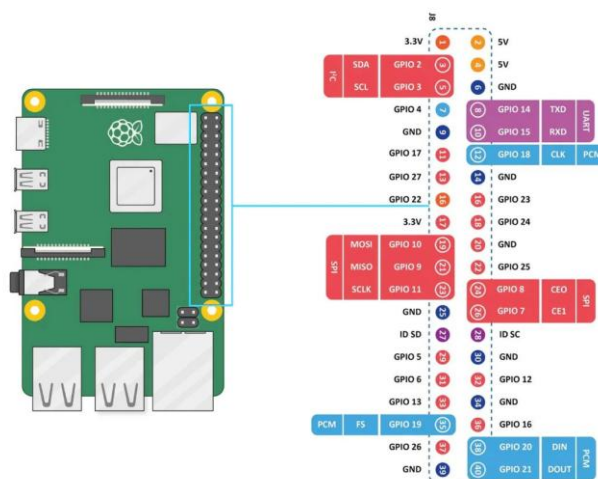 J8
3.3V 1 2 5V
I²C SDA GPIO 2 3 4 5V
SCL GPIO 3 5 6 GND
GPIO 4 7 8 GPIO 14 TXD UART
GND 9 10 GPIO 15 RXD
GPIO 17 11 12 GPIO 18 CLK PCM
GPIO 27 13 14 GND
GPIO 22 16 16 GPIO 23
3.3V 17 18 GPIO 24
SPI MOSI GPIO 10 19 20 GND
MISO GPIO 9 21 22 GPIO 25
SCLK GPIO 11 23 24 GPIO 8 CEO SPI
GND 25 26 GPIO 7 CE1
ID SD 27 28 ID SC
GPIO 5 29 30 GND
GPIO 6 31 32 GPIO 12
GPIO 13 33 34 GND
PCM FS GPIO 19 35 36 GPIO 16
GPIO 26 37 38 GPIO 20 DIN PCM
GND 39 40 GPIO 21 DOUT